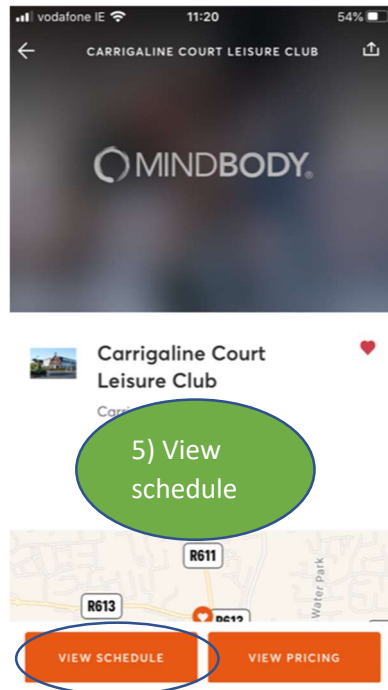 vodafone IE 11:20 54%
CARRIGALINE COURT LEISURE CLUB
MINDBODY®
Carrigaline Court
Leisure Club
5) View
schedule
R611
Water Park
R613
VIEW SCHEDULE VIEW PRICING